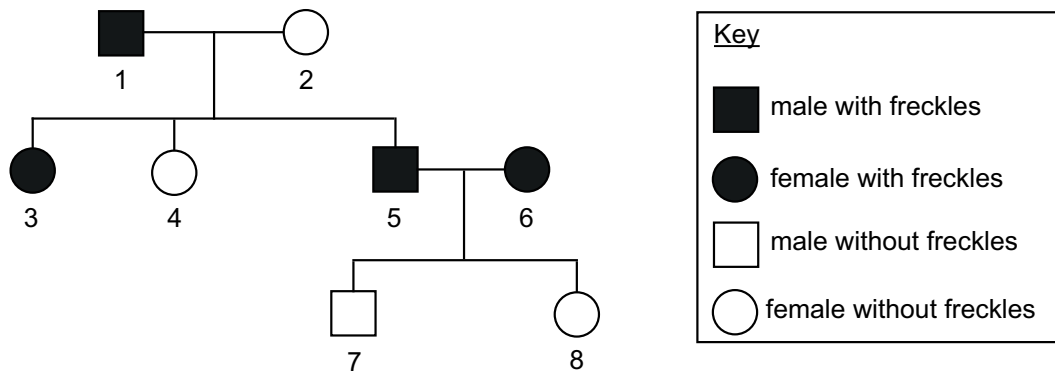 Key
1
2
male with freckles
3
4
5
6
female with freckles
male without freckles
7
8
female without freckles